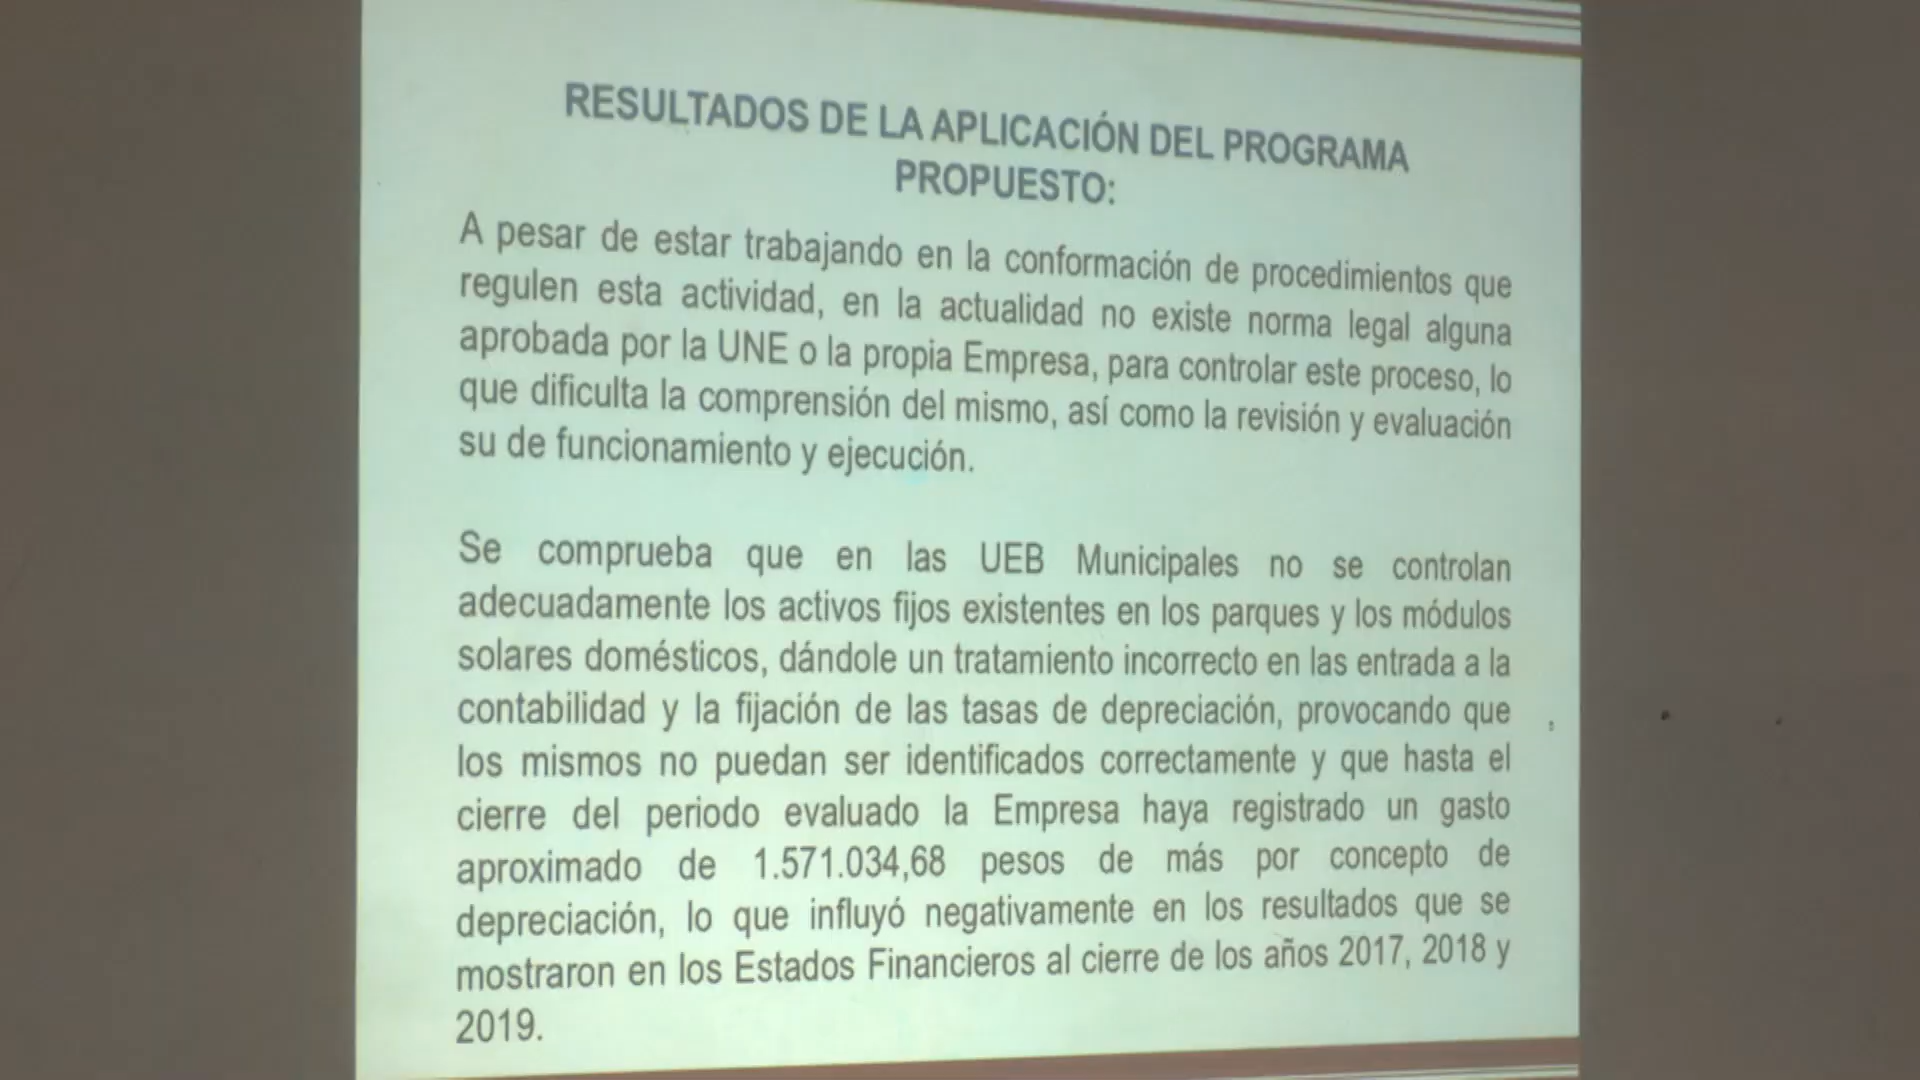 RESULTADOS DE LA APLICACIÓN DEL PROGRAMA
PROPUESTO:
A pesar de estar trabajando en la conformación de procedimientos que
regulen esta actividad, en la actualidad no existe norma legal alguna
aprobada por la UNE o la propia Empresa, para controlar este proceso, lo
que dificulta la comprensión del mismo, así como la revisión y evaluación
su de funcionamiento y ejecución.
Se comprueba que en las UEB Municipales no se controlan
adecuadamente los activos fijos existentes en los parques y los módulos
solares domésticos, dándole un tratamiento incorrecto en las entrada a la
contabilidad y la fijación de las tasas de depreciación, provocando que
los mismos no puedan ser identificados correctamente y que hasta el
cierre del periodo evaluado la Empresa haya registrado un gasto
aproximado de 1.571.034,68 pesos de más por concepto de
depreciación, lo que influyó negativamente en los resultados que se
mostraron en los Estados Financieros al cierre de los años 2017, 2018 y
2019.